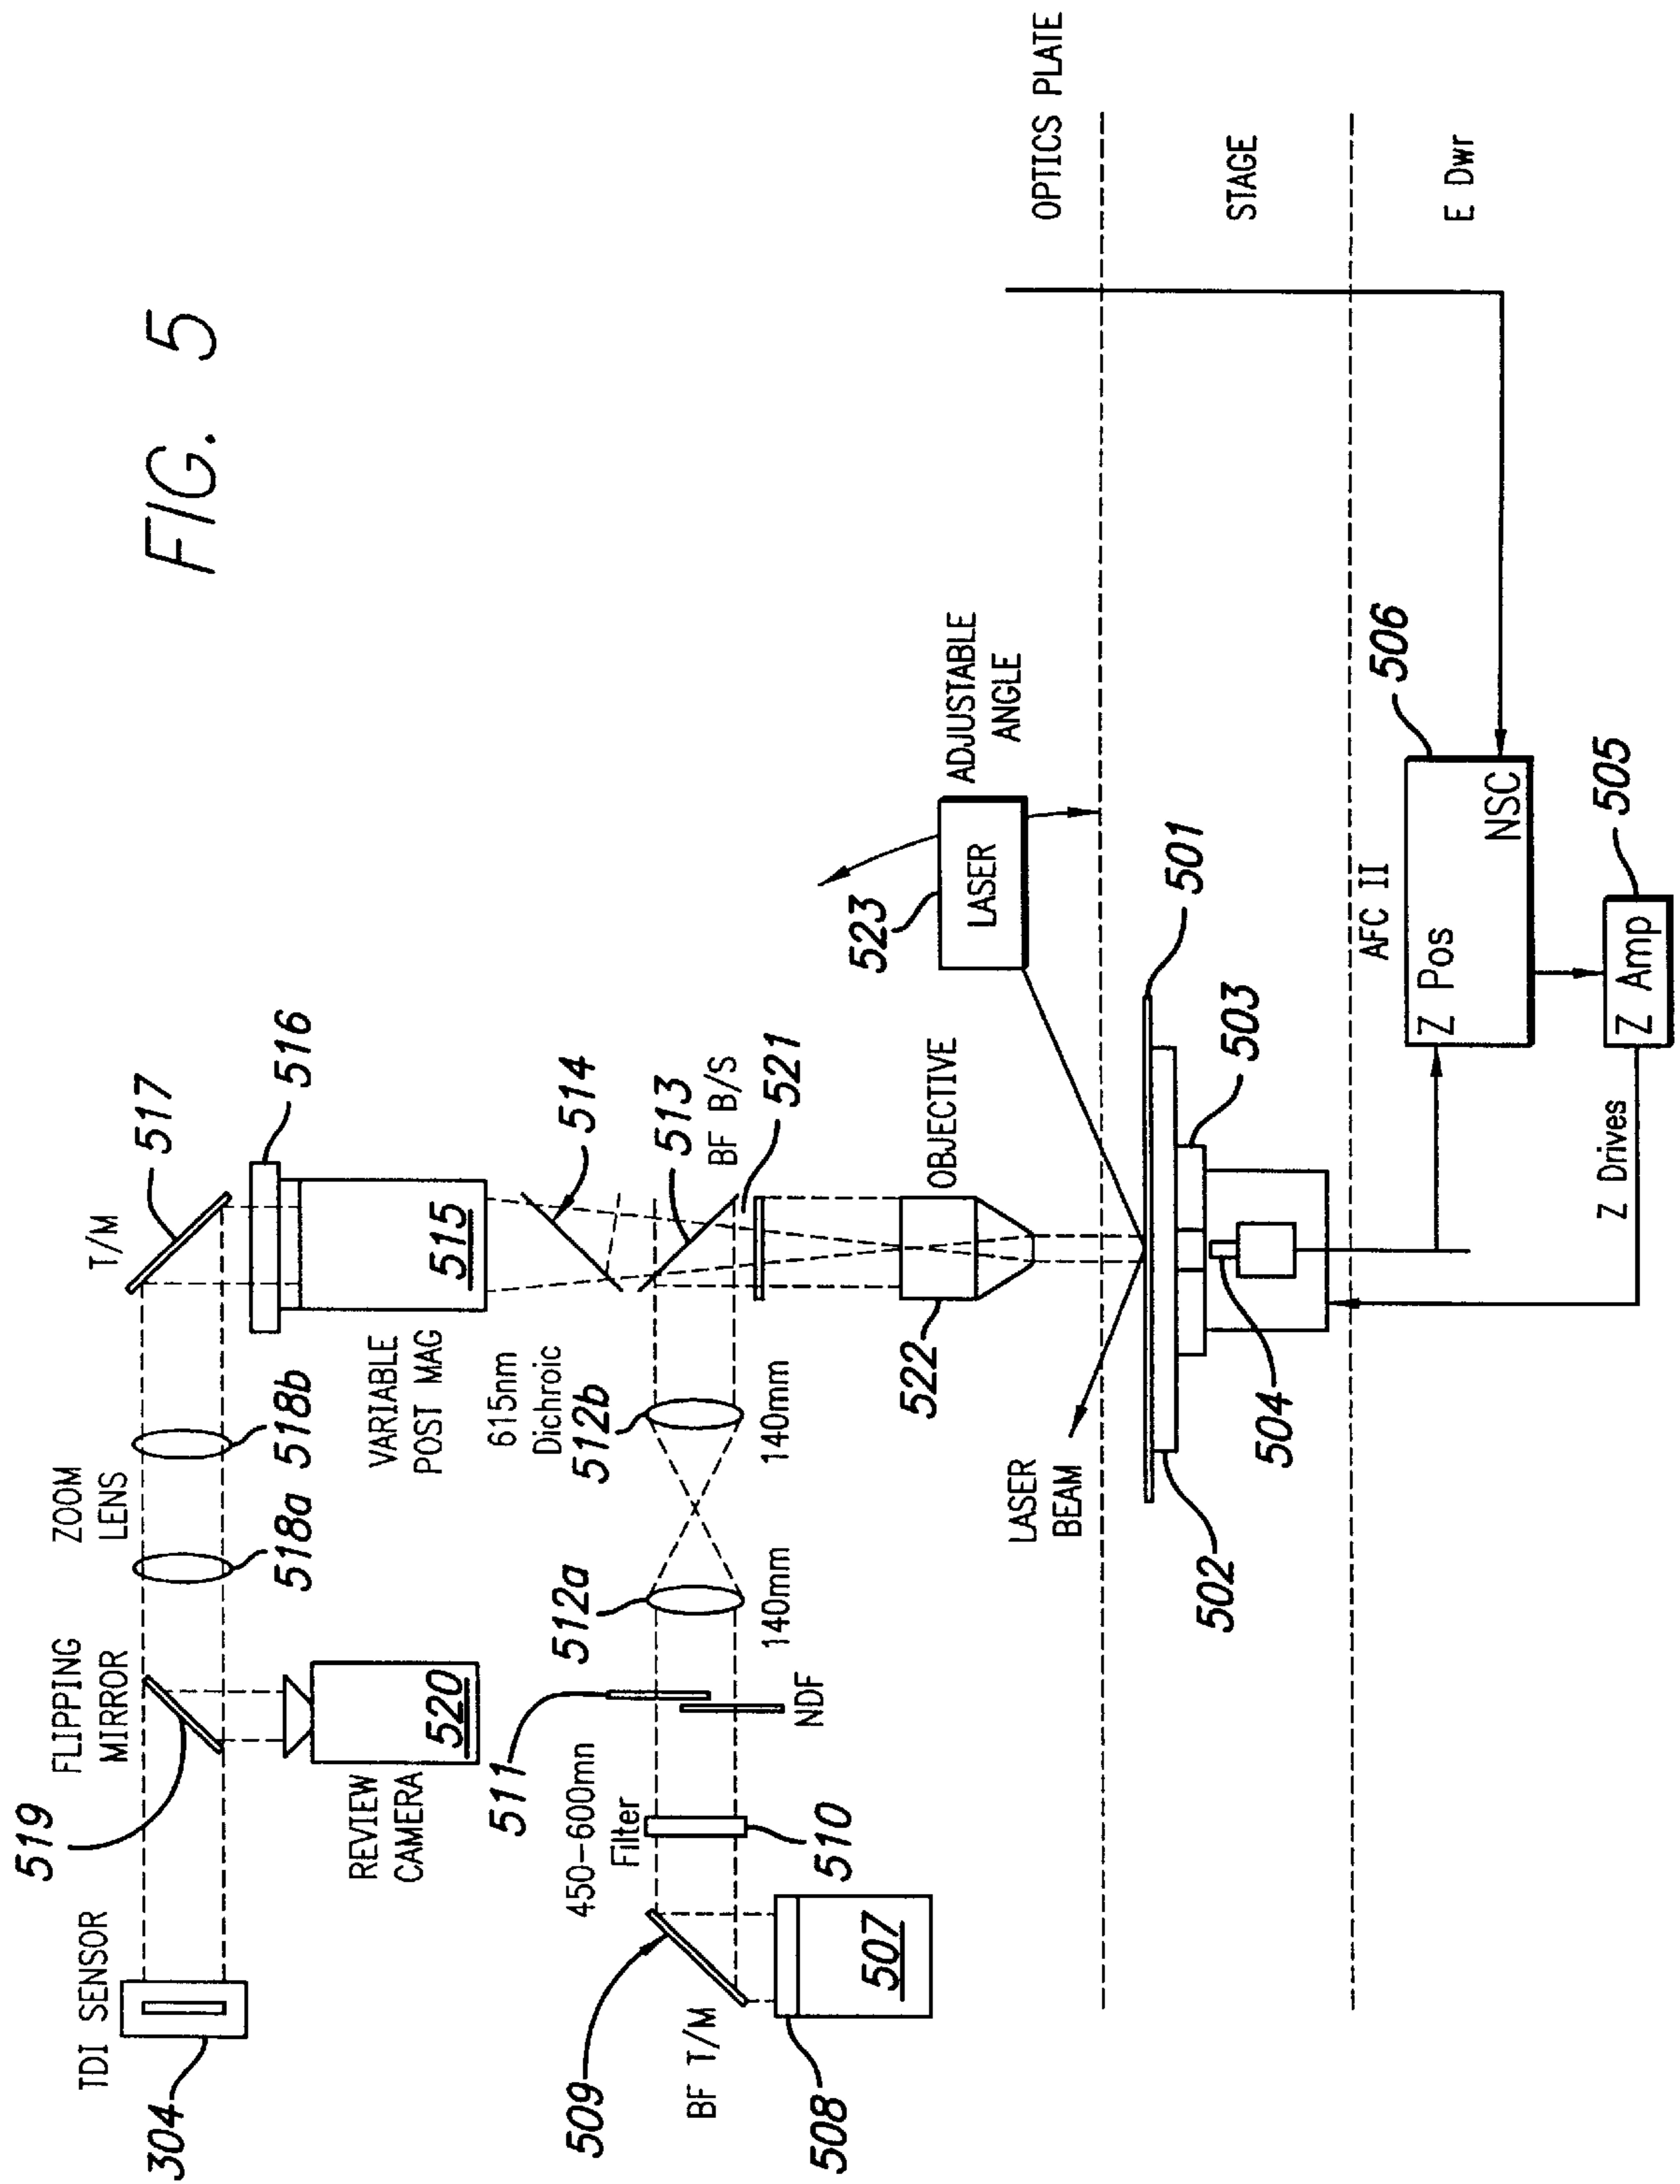 FIG. 5
TDI SENSOR
304
519
FLIPPING
MIRROR
ZOOM
LENS
518a
518b
T/M
517
516
REVIEW
CAMERA
520
VARIABLE
POST MAG
515
514
511
450-600mn
Filter
512a
615nm
Dichroic
512b
513
BF B/S
521
509
BF T/M
508
507
510
NDF
140mm
140mm
522
OBJECTIVE
523
LASER
ADJUSTABLE
ANGLE
LASER
BEAM
OPTICS PLATE
501
502
503
504
STAGE
AFC II
506
Z Pos
NSC
E Dwr
Z Drives
Z Amp
505